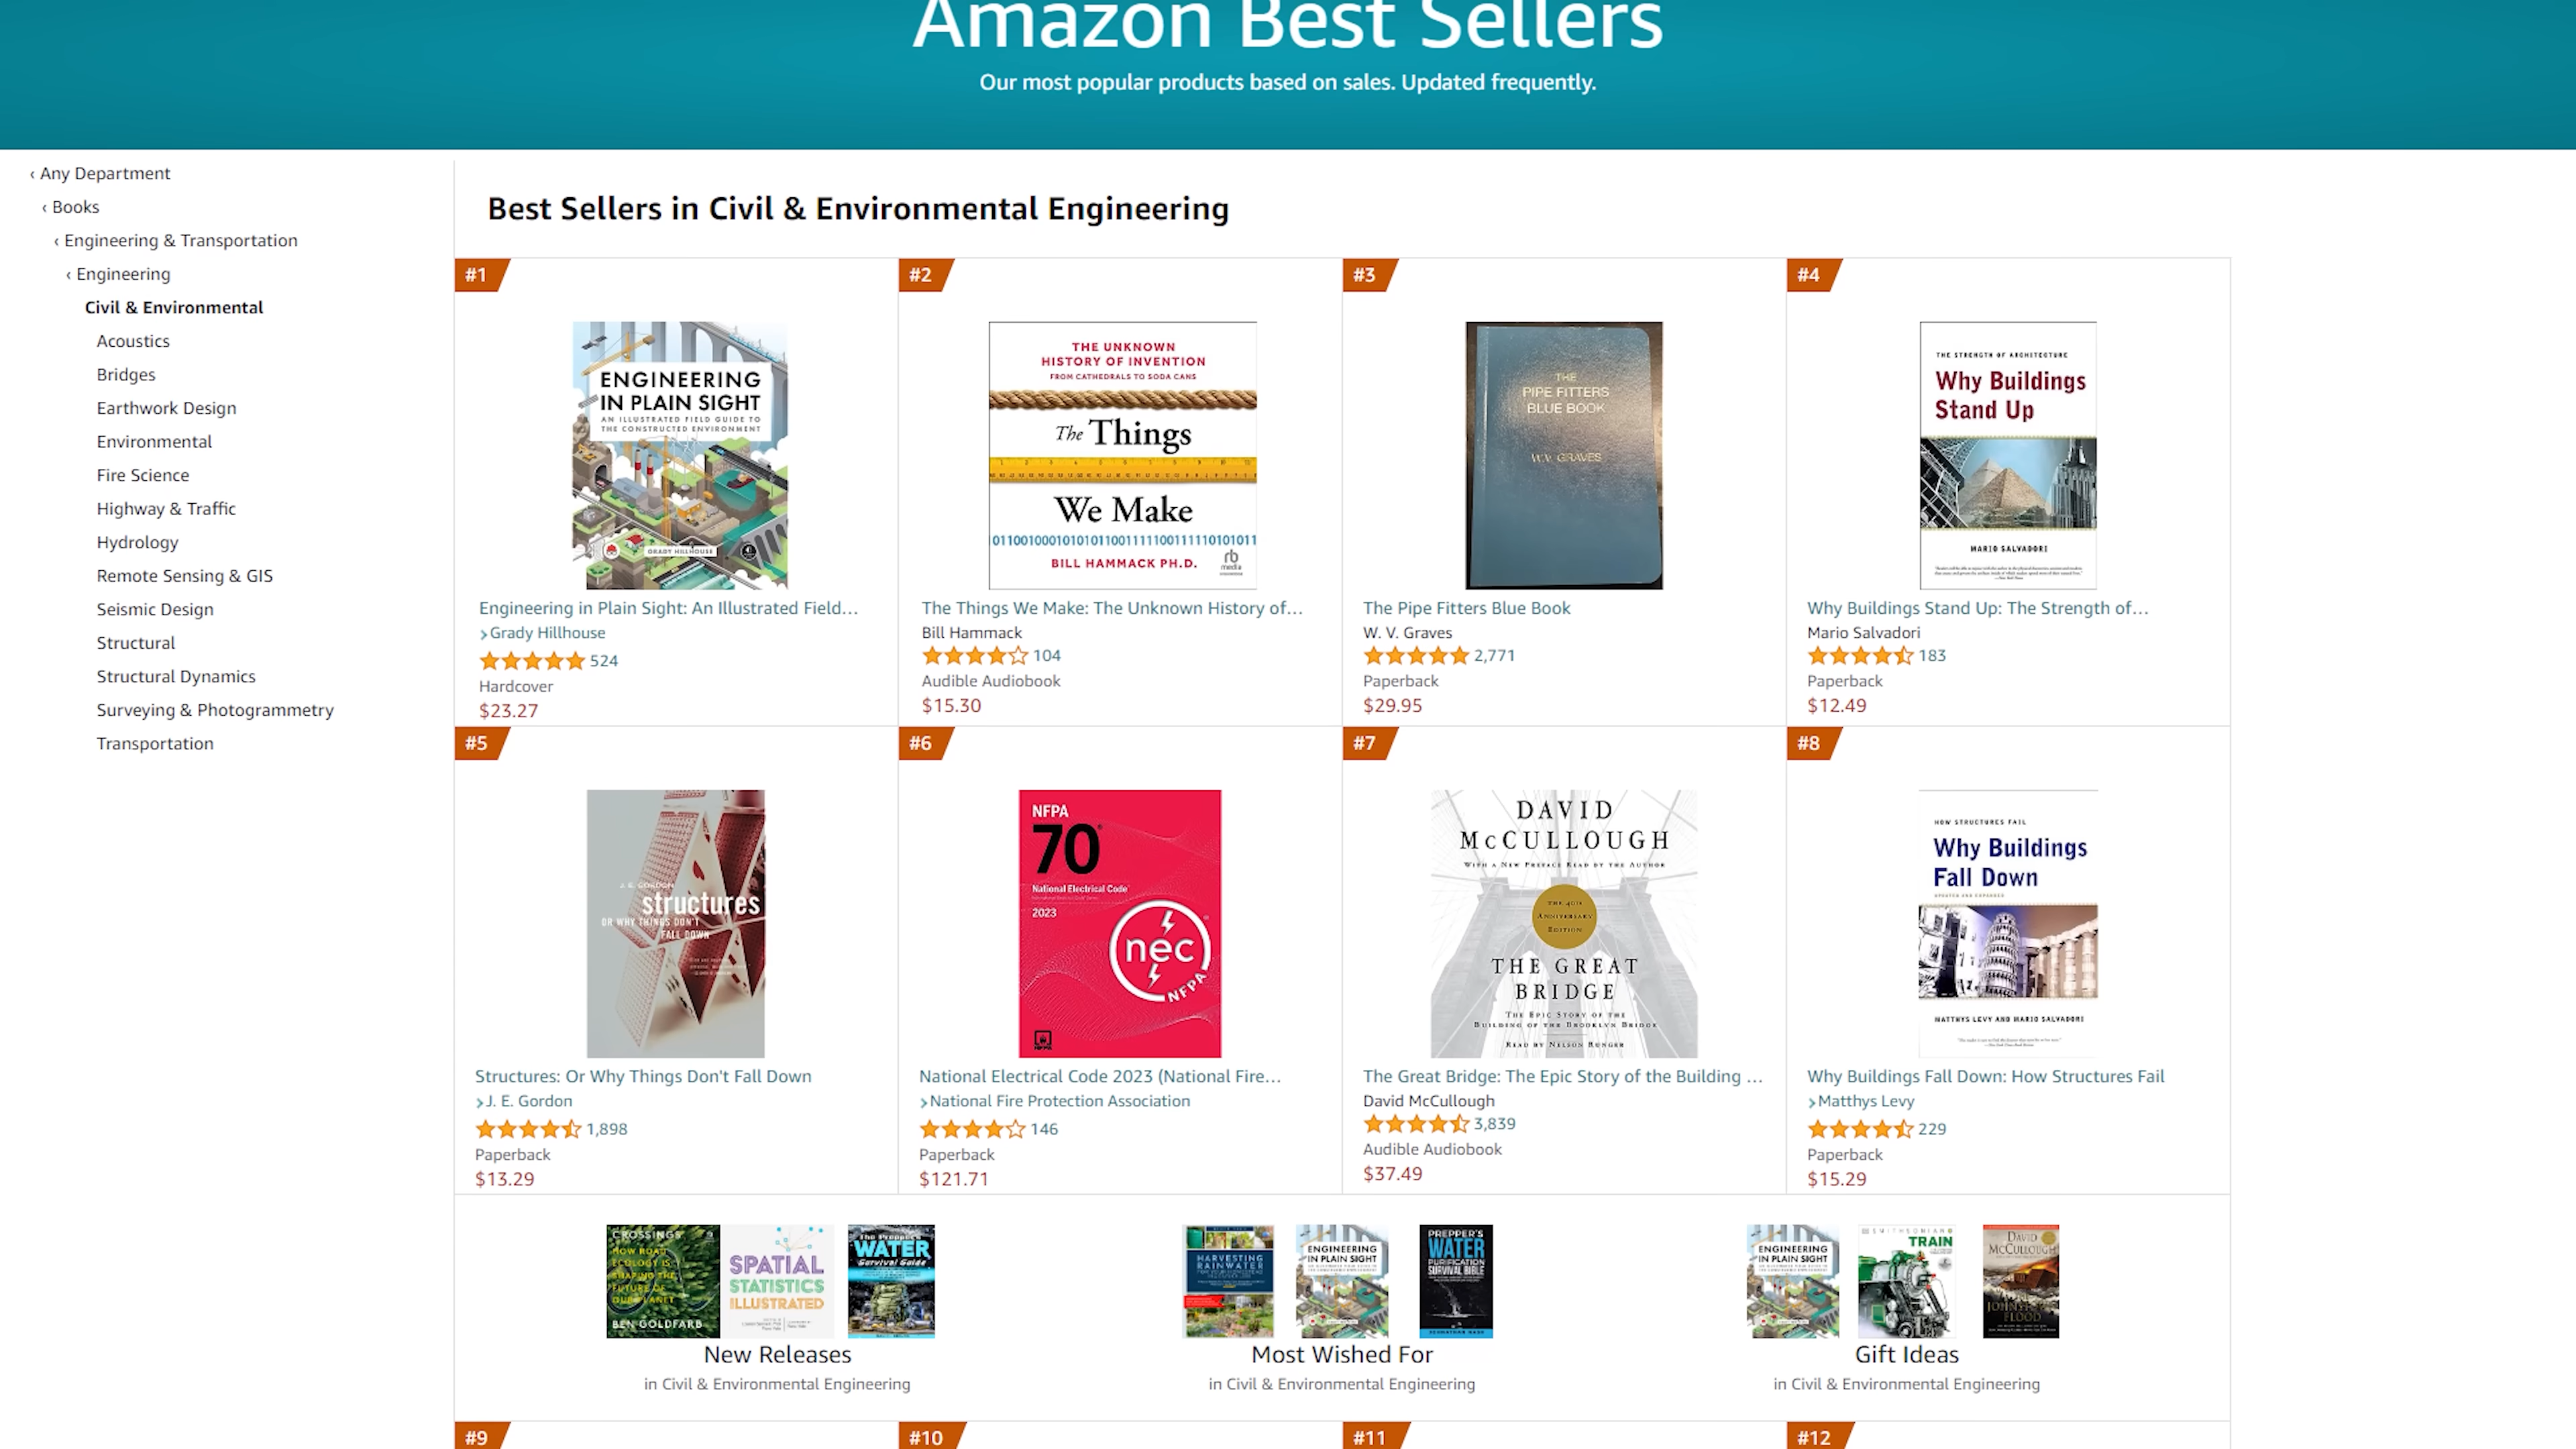 Amazon Best Sellers
Our most popular products based on sales. Updated frequently.
‹ Any Department
‹ Books
‹ Engineering & Transportation
‹ Engineering
Civil & Environmental
Acoustics
Bridges
Earthwork Design
Environmental
Fire Science
Highway & Traffic
Hydrology
Remote Sensing & GIS
Seismic Design
Structural
Structural Dynamics
Surveying & Photogrammetry
Transportation
Best Sellers in Civil & Environmental Engineering
#1
ENGINEERING
IN PLAIN SIGHT
AN ILLUSTRATED FIELD GUIDE TO
THE CONSTRUCTED ENVIRONMENT
GRADY HILLHOUSE
Engineering in Plain Sight: An Illustrated Field…
›Grady Hillhouse
524
Hardcover
$23.27
#2
THE UNKNOWN
HISTORY OF INVENTION
FROM CATHEDRALS TO SODA CANS
The Things
We Make
BILL HAMMACK PH.D.
rb
media
The Things We Make: The Unknown History of…
Bill Hammack
104
Audible Audiobook
$15.30
#3
THE
PIPE FITTERS
BLUE BOOK
W.V. GRAVES
The Pipe Fitters Blue Book
W. V. Graves
2,771
Paperback
$29.95
#4
THE STRENGTH OF ARCHITECTURE
Why Buildings
Stand Up
MARIO SALVADORI
Why Buildings Stand Up: The Strength of…
Mario Salvadori
183
Paperback
$12.49
#5
J. E. GORDON
structures
OR WHY THINGS DON'T
FALL DOWN
Structures: Or Why Things Don't Fall Down
›J. E. Gordon
1,898
Paperback
$13.29
#6
NFPA
70®
National Electrical Code®
2023
nec
NFPA
National Electrical Code 2023 (National Fire…
›National Fire Protection Association
146
Paperback
$121.71
#7
DAVID
McCULLOUGH
WITH A NEW PREFACE READ BY THE AUTHOR
THE 40TH
ANNIVERSARY
EDITION
THE GREAT
BRIDGE
THE EPIC STORY OF THE
BUILDING OF THE BROOKLYN BRIDGE
READ BY NELSON RUNGER
The Great Bridge: The Epic Story of the Building …
David McCullough
3,839
Audible Audiobook
$37.49
#8
HOW STRUCTURES FAIL
Why Buildings
Fall Down
UPDATED AND EXPANDED
MATTHYS LEVY AND MARIO SALVADORI
Why Buildings Fall Down: How Structures Fail
›Matthys Levy
229
Paperback
$15.29
CROSSINGS
HOW ROAD
ECOLOGY IS
SHAPING THE
FUTURE OF
OUR PLANET
BEN GOLDFARB
SPATIAL
STATISTICS
ILLUSTRATED
The Prepper's
WATER
Survival Guide
New Releases
in Civil & Environmental Engineering
HARVESTING
RAINWATER
ENGINEERING
IN PLAIN SIGHT
PREPPER'S
WATER
PURIFICATION
SURVIVAL BIBLE
Most Wished For
in Civil & Environmental Engineering
ENGINEERING
IN PLAIN SIGHT
SMITHSONIAN
TRAIN
DAVID
McCULLOUGH
JOHNSTOWN
FLOOD
Gift Ideas
in Civil & Environmental Engineering
#9
#10
#11
#12